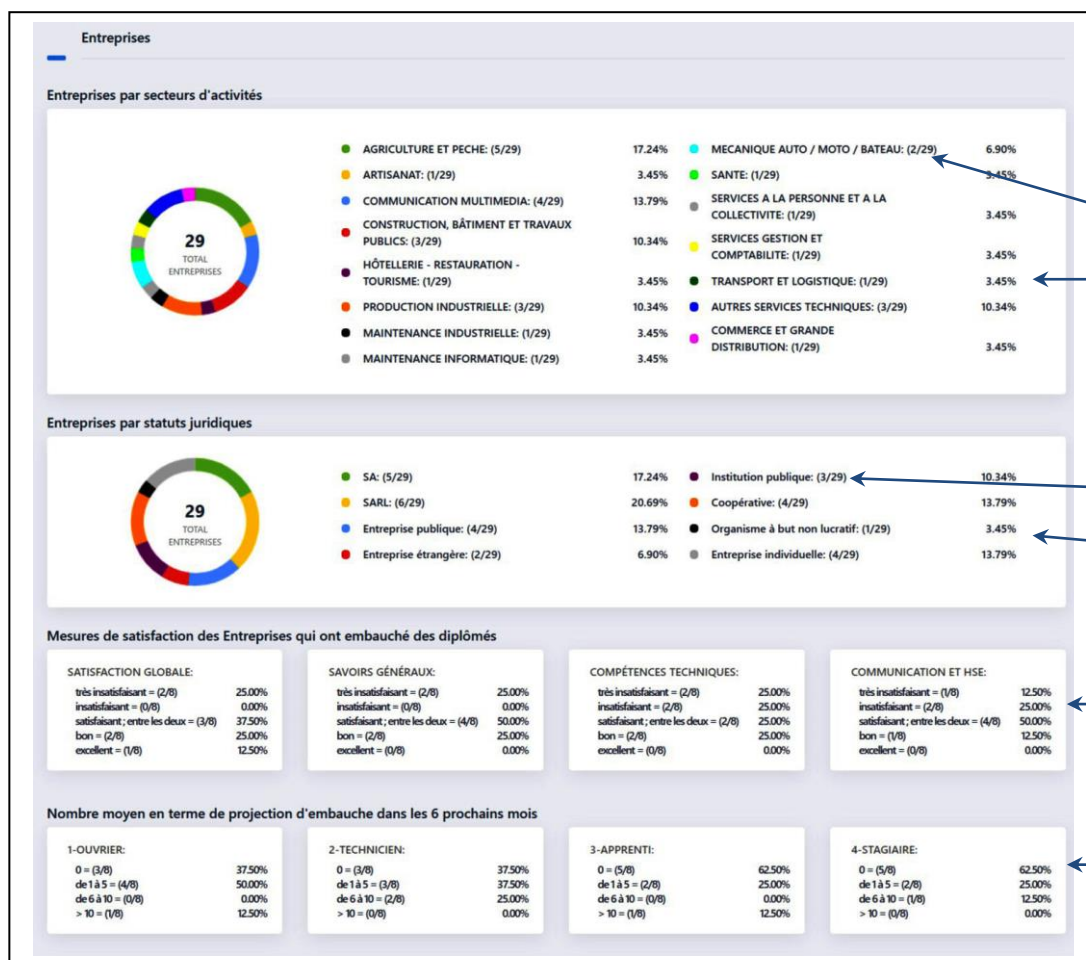 Entreprises
Entreprises par secteurs d'activités
29
TOTAL
ENTREPRISES
AGRICULTURE ET PECHE: (5/29) 17.24%
ARTISANAT: (1/29) 3.45%
COMMUNICATION MULTIMEDIA: (4/29) 13.79%
CONSTRUCTION, BÂTIMENT ET TRAVAUX
PUBLICS: (3/29) 10.34%
HÔTELLERIE - RESTAURATION -
TOURISME: (1/29) 3.45%
PRODUCTION INDUSTRIELLE: (3/29) 10.34%
MAINTENANCE INDUSTRIELLE: (1/29) 3.45%
MAINTENANCE INFORMATIQUE: (1/29) 3.45%
MECANIQUE AUTO / MOTO / BATEAU: (2/29) 6.90%
SANTE: (1/29) 3.45%
SERVICES A LA PERSONNE ET A LA
COLLECTIVITE: (1/29) 3.45%
SERVICES GESTION ET
COMPTABILITE: (1/29) 3.45%
TRANSPORT ET LOGISTIQUE: (1/29) 3.45%
AUTRES SERVICES TECHNIQUES: (3/29) 10.34%
COMMERCE ET GRANDE
DISTRIBUTION: (1/29) 3.45%
Entreprises par statuts juridiques
29
TOTAL
ENTREPRISES
SA: (5/29) 17.24%
SARL: (6/29) 20.69%
Entreprise publique: (4/29) 13.79%
Entreprise étrangère: (2/29) 6.90%
Institution publique: (3/29) 10.34%
Coopérative: (4/29) 13.79%
Organisme à but non lucratif: (1/29) 3.45%
Entreprise individuelle: (4/29) 13.79%
Mesures de satisfaction des Entreprises qui ont embauché des diplômés
SATISFACTION GLOBALE:
très insatisfaisant = (2/8) 25.00%
insatisfaisant = (0/8) 0.00%
satisfaisant ; entre les deux = (3/8) 37.50%
bon = (2/8) 25.00%
excellent = (1/8) 12.50%
SAVOIRS GÉNÉRAUX:
très insatisfaisant = (2/8) 25.00%
insatisfaisant = (0/8) 0.00%
satisfaisant ; entre les deux = (4/8) 50.00%
bon = (2/8) 25.00%
excellent = (0/8) 0.00%
COMPÉTENCES TECHNIQUES:
très insatisfaisant = (2/8) 25.00%
insatisfaisant = (2/8) 25.00%
satisfaisant ; entre les deux = (2/8) 25.00%
bon = (2/8) 25.00%
excellent = (0/8) 0.00%
COMMUNICATION ET HSE:
très insatisfaisant = (1/8) 12.50%
insatisfaisant = (2/8) 25.00%
satisfaisant ; entre les deux = (4/8) 50.00%
bon = (1/8) 12.50%
excellent = (0/8) 0.00%
Nombre moyen en terme de projection d'embauche dans les 6 prochains mois
1-OUVRIER:
0 = (3/8) 37.50%
de 1 à 5 = (4/8) 50.00%
de 6 à 10 = (0/8) 0.00%
> 10 = (1/8) 12.50%
2-TECHNICIEN:
0 = (3/8) 37.50%
de 1 à 5 = (3/8) 37.50%
de 6 à 10 = (2/8) 25.00%
> 10 = (0/8) 0.00%
3-APPRENTI:
0 = (5/8) 62.50%
de 1 à 5 = (2/8) 25.00%
de 6 à 10 = (0/8) 0.00%
> 10 = (1/8) 12.50%
4-STAGIAIRE:
0 = (5/8) 62.50%
de 1 à 5 = (2/8) 25.00%
de 6 à 10 = (1/8) 12.50%
> 10 = (0/8) 0.00%